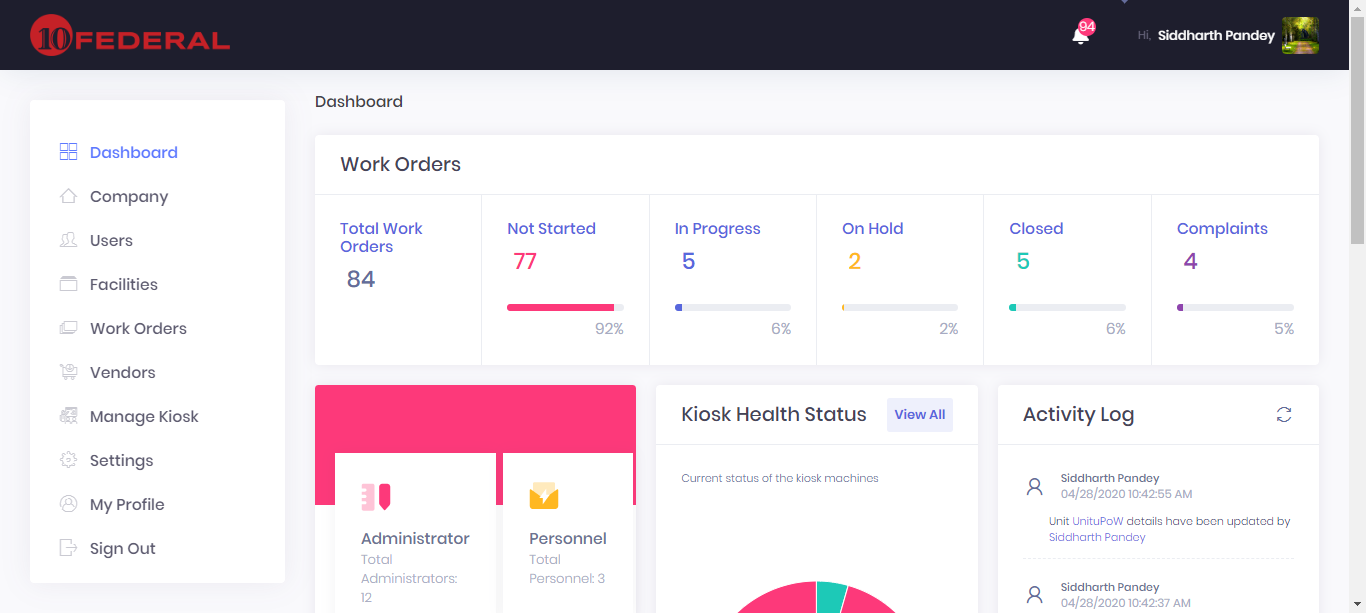 10 FEDERAL
94
Hi, Siddharth Pandey
Dashboard
Company
Users
Facilities
Work Orders
Vendors
Manage Kiosk
Settings
My Profile
Sign Out
Dashboard
Work Orders
Total Work
Orders
84
Not Started
77
92%
In Progress
5
6%
On Hold
2
2%
Closed
5
6%
Complaints
4
5%
Administrator
Total
Administrators:
12
Personnel
Total
Personnel: 3
Kiosk Health Status
View All
Current status of the kiosk machines
Activity Log
Siddharth Pandey
04/28/2020 10:42:55 AM
Unit UnituPoW details have been updated by
Siddharth Pandey
Siddharth Pandey
04/28/2020 10:42:37 AM